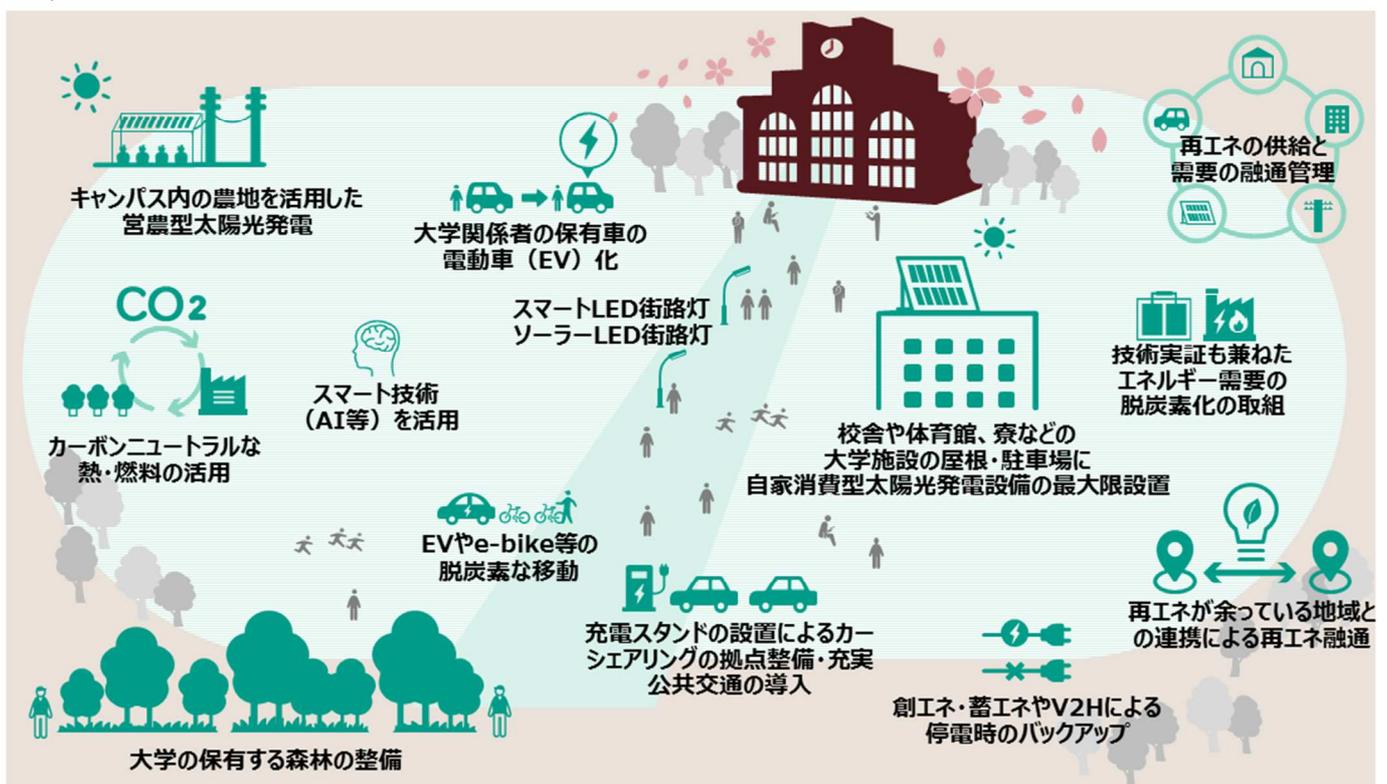 キャンパス内の農地を活用した
営農型太陽光発電
大学関係者の保有車の
電動車（EV）化
再エネの供給と
需要の融通管理
スマートLED街路灯
ソーラーLED街路灯
CO2
カーボンニュートラルな
熱・燃料の活用
スマート技術
（AI等）を活用
技術実証も兼ねた
エネルギー需要の
脱炭素化の取組
校舎や体育館、寮などの
大学施設の屋根・駐車場に
自家消費型太陽光発電設備の最大限設置
EVやe-bike等の
脱炭素な移動
再エネが余っている地域と
の連携による再エネ融通
充電スタンドの設置によるカー
シェアリングの拠点整備・充実
公共交通の導入
創エネ・蓄エネやV2Hによる
停電時のバックアップ
大学の保有する森林の整備